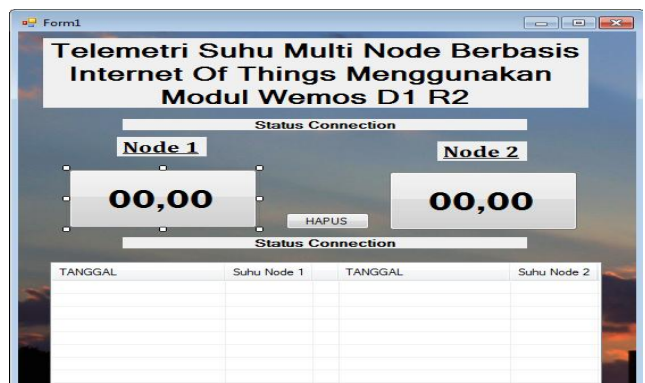 Form1
Telemetri Suhu Multi Node Berbasis
Internet Of Things Menggunakan
Modul Wemos D1 R2
Status Connection
Node 1
Node 2
00,00
00,00
HAPUS
Status Connection
TANGGAL Suhu Node 1 TANGGAL Suhu Node 2